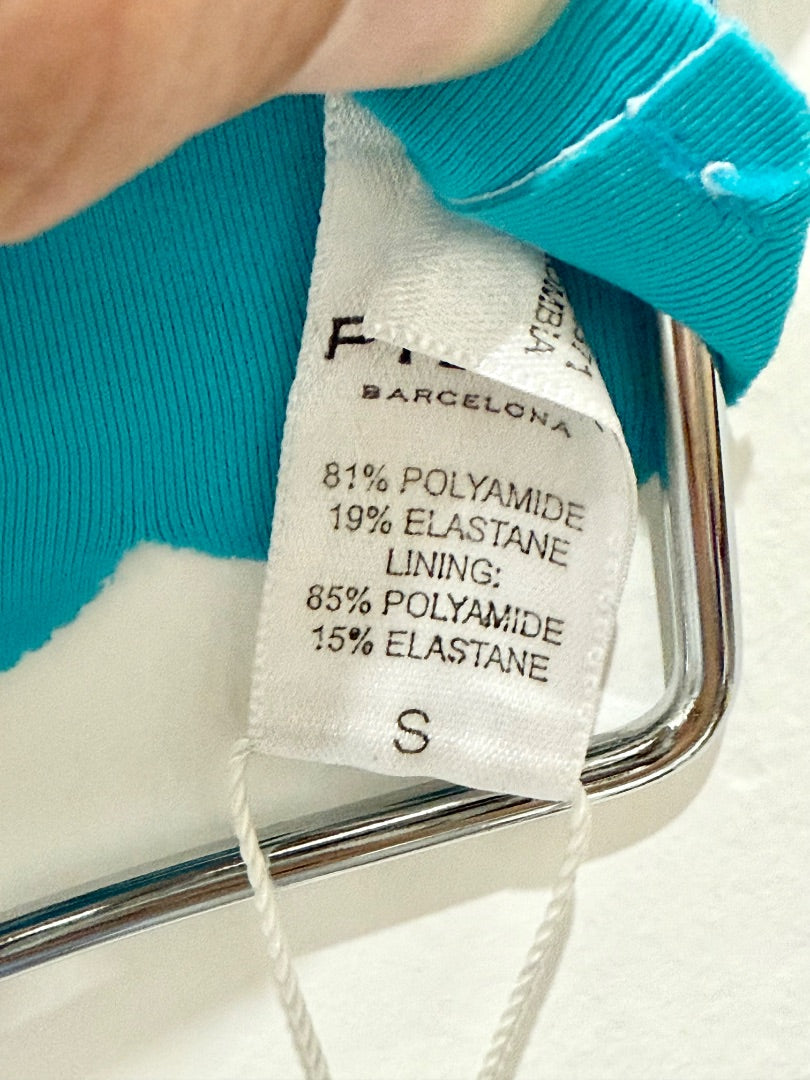 BARCELONA
81% POLYAMIDE
19% ELASTANE
LINING:
85% POLYAMIDE
15% ELASTANE
S